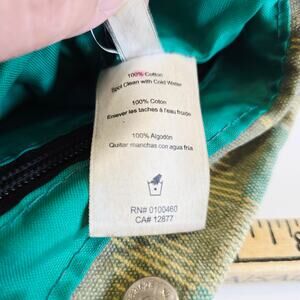 100% Cotton
Spot Clean with Cold Water
100% Coton
Enlever les taches à l'eau froide
100% Algodón
Quitar manchas con agua fría
RN# 0100460
CA# 12877